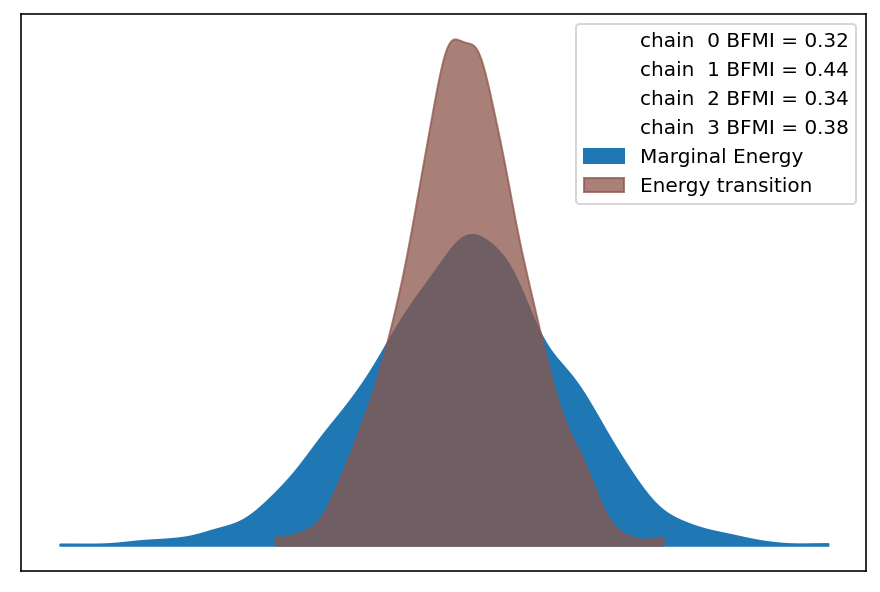 chain  0 BFMI = 0.32
chain  1 BFMI = 0.44
chain  2 BFMI = 0.34
chain  3 BFMI = 0.38
Marginal Energy
Energy transition